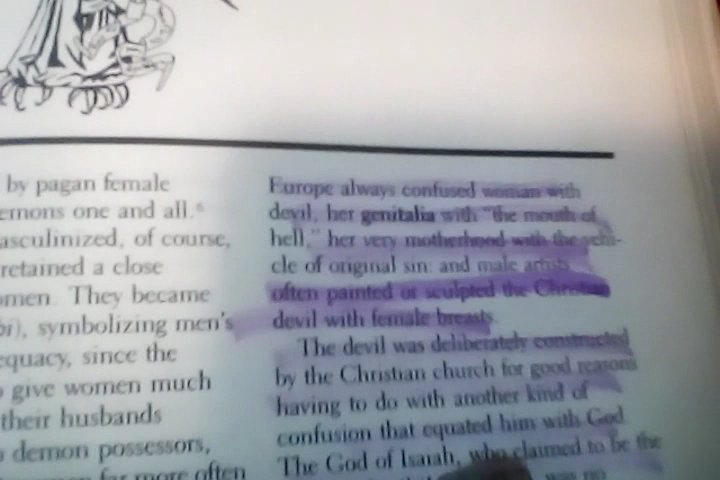 by pagan female
emons one and all.⁶
asculinized, of course,
retained a close
omen. They became
bi), symbolizing men's
equacy, since the
o give women much
their husbands
o demon possessors,
far more often
Europe always confused woman with
devil, her genitalia with "the mouth of
hell," her very motherhood with the vehi-
cle of original sin: and male artists
often painted or sculpted the Christian
devil with female breasts.
The devil was deliberately constructed
by the Christian church for good reasons
having to do with another kind of
confusion that equated him with God.
The God of Isaiah, who claimed to be the
was no